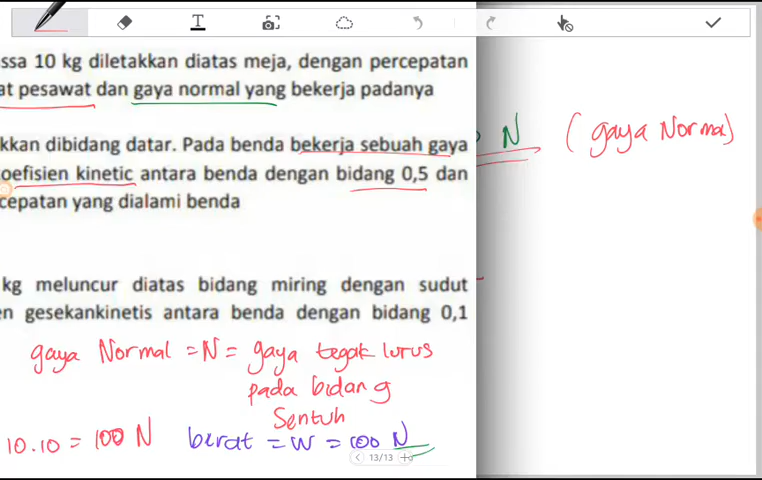 ssa 10 kg diletakkan diatas meja, dengan percepatan
at pesawat dan gaya normal yang bekerja padanya
N (gaya Normal)
kkan dibidang datar. Pada benda bekerja sebuah gaya
oefisien kinetic antara benda dengan bidang 0,5 dan
cepatan yang dialami benda
kg meluncur diatas bidang miring dengan sudut
en gesekankinetis antara benda dengan bidang 0,1
gaya Normal = N = gaya tegak lurus
pada bidang
Sentuh
10.10 = 100 N berat = W = 100 N
13/13